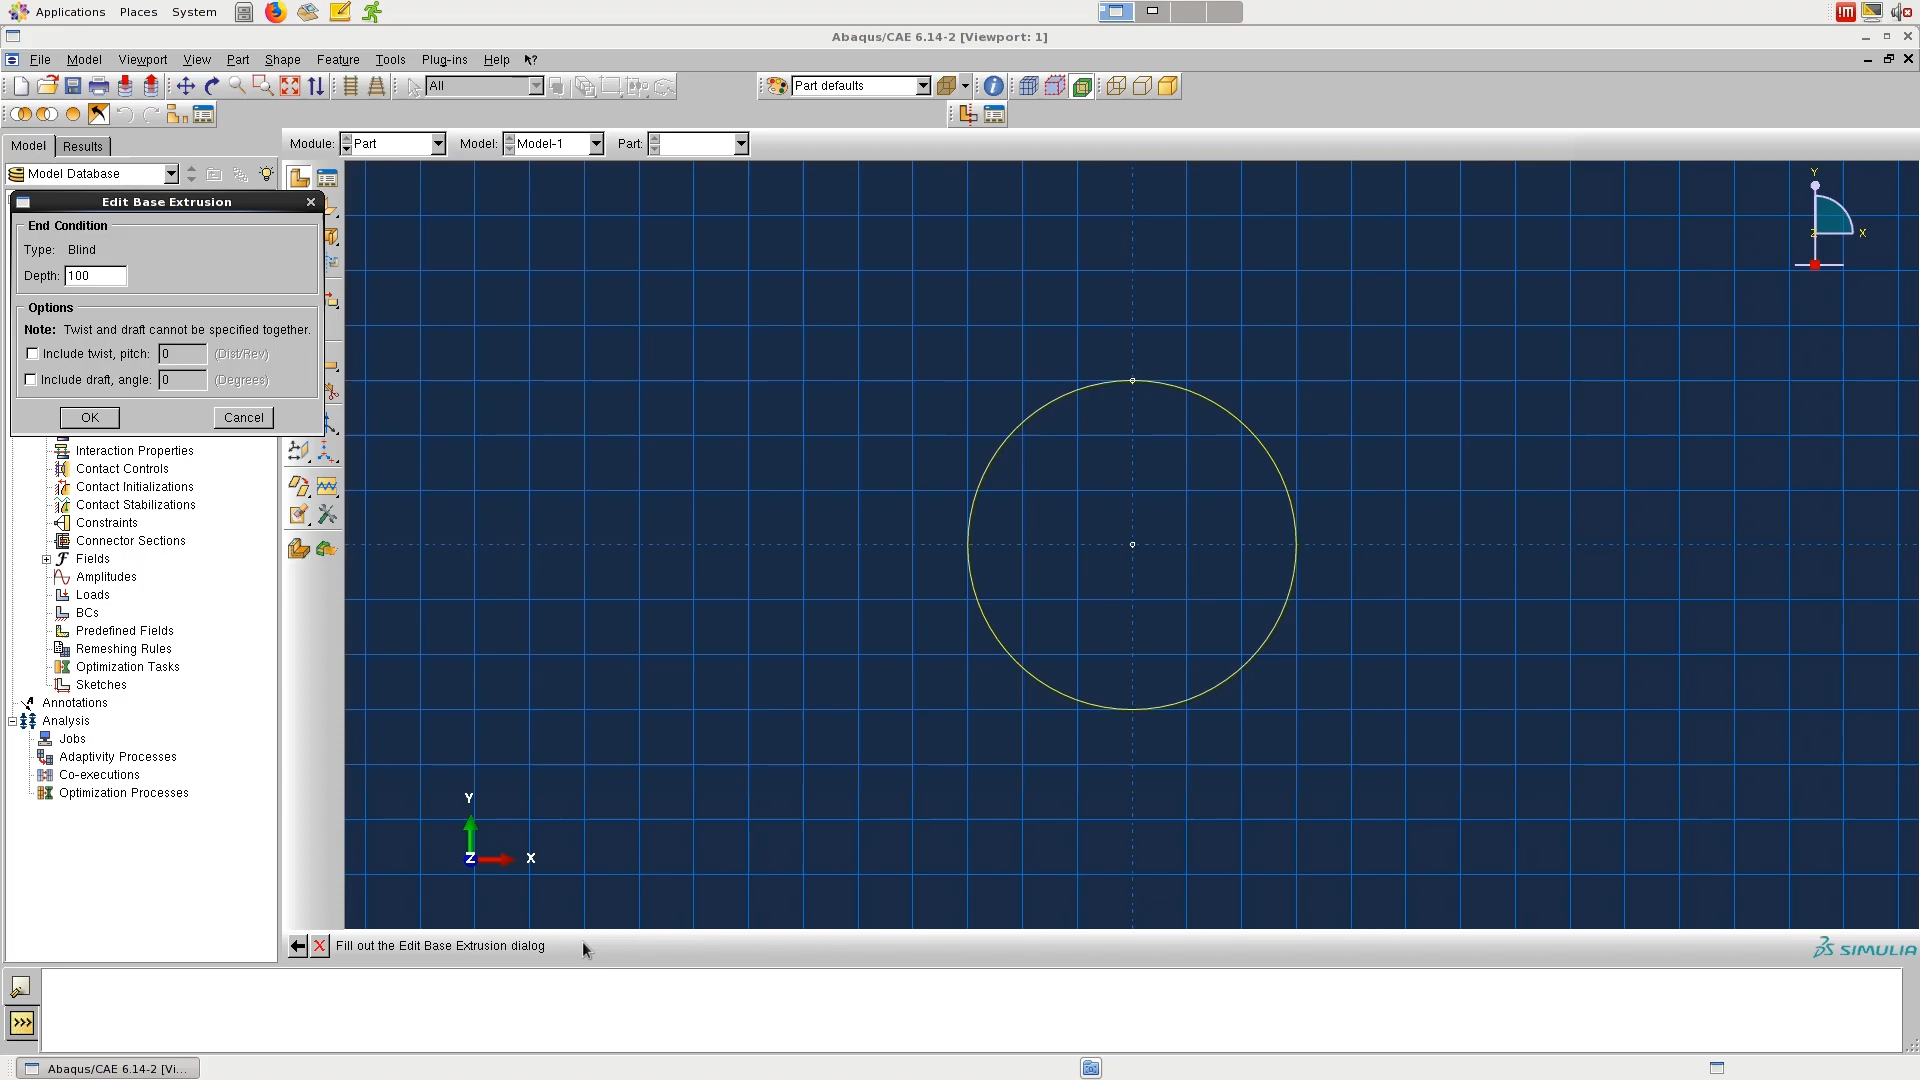 Applications Places System
Abaqus/CAE 6.14-2 [Viewport: 1]
File Model Viewport View Part Shape Feature Tools Plug-ins Help
All
Part defaults
Model Results
Module: Part Model: Model-1 Part:
Model Database
Edit Base Extrusion
End Condition
Type: Blind
Depth: 100
Options
Note: Twist and draft cannot be specified together.
Include twist, pitch: 0 (Dist/Rev)
Include draft, angle: 0 (Degrees)
OK Cancel
Interaction Properties
Contact Controls
Contact Initializations
Contact Stabilizations
Constraints
Connector Sections
Fields
Amplitudes
Loads
BCs
Predefined Fields
Remeshing Rules
Optimization Tasks
Sketches
Annotations
Analysis
Jobs
Adaptivity Processes
Co-executions
Optimization Processes
Y
Z X
Y
Z X
Fill out the Edit Base Extrusion dialog
SIMULIA
>>>
Abaqus/CAE 6.14-2 [Vi...